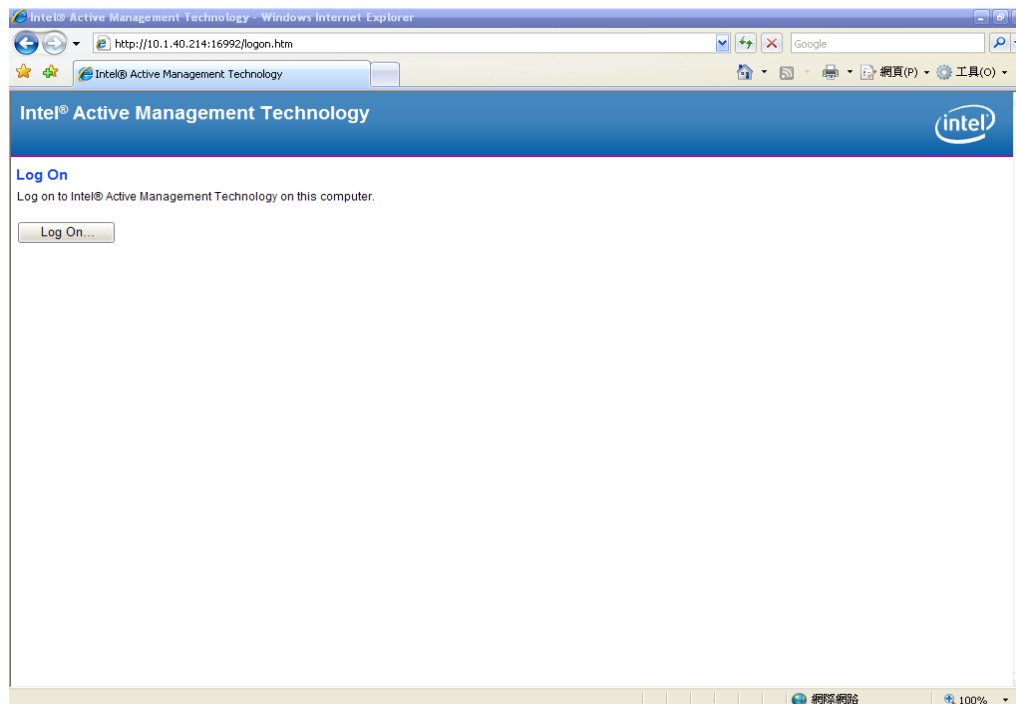 Intel® Active Management Technology - Windows Internet Explorer
http://10.1.40.214:16992/logon.htm
Google
Intel® Active Management Technology
網頁(P)
工具(O)
Intel® Active Management Technology
intel
Log On
Log on to Intel® Active Management Technology on this computer.
Log On...
網際網路
100%